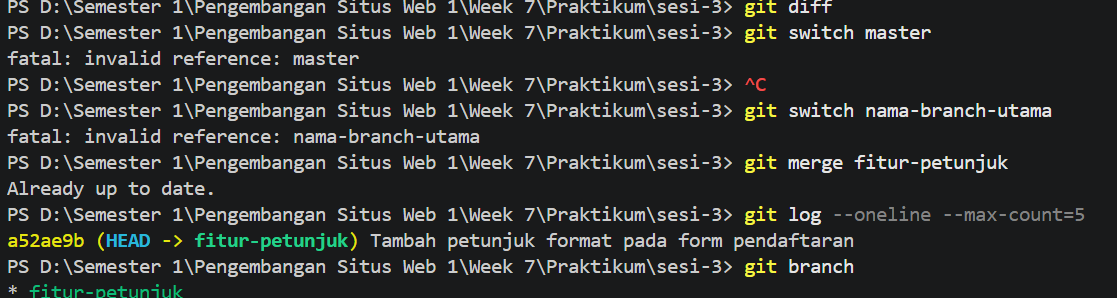 PS D:\Semester 1\Pengembangan Situs Web 1\Week 7\Praktikum\sesi-3> git diff
PS D:\Semester 1\Pengembangan Situs Web 1\Week 7\Praktikum\sesi-3> git switch master
fatal: invalid reference: master
PS D:\Semester 1\Pengembangan Situs Web 1\Week 7\Praktikum\sesi-3> ^C
PS D:\Semester 1\Pengembangan Situs Web 1\Week 7\Praktikum\sesi-3> git switch nama-branch-utama
fatal: invalid reference: nama-branch-utama
PS D:\Semester 1\Pengembangan Situs Web 1\Week 7\Praktikum\sesi-3> git merge fitur-petunjuk
Already up to date.
PS D:\Semester 1\Pengembangan Situs Web 1\Week 7\Praktikum\sesi-3> git log --oneline --max-count=5
a52ae9b (HEAD -> fitur-petunjuk) Tambah petunjuk format pada form pendaftaran
PS D:\Semester 1\Pengembangan Situs Web 1\Week 7\Praktikum\sesi-3> git branch
* fitur-petunjuk